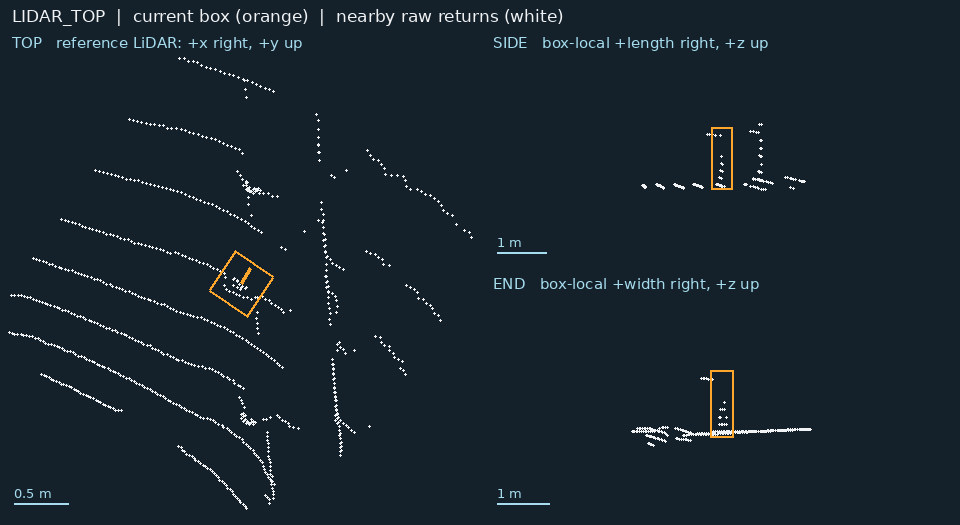 LIDAR_TOP | current box (orange) | nearby raw returns (white)
TOP reference LiDAR: +x right, +y up
SIDE box-local +length right, +z up
1 m
END box-local +width right, +z up
0.5 m
1 m